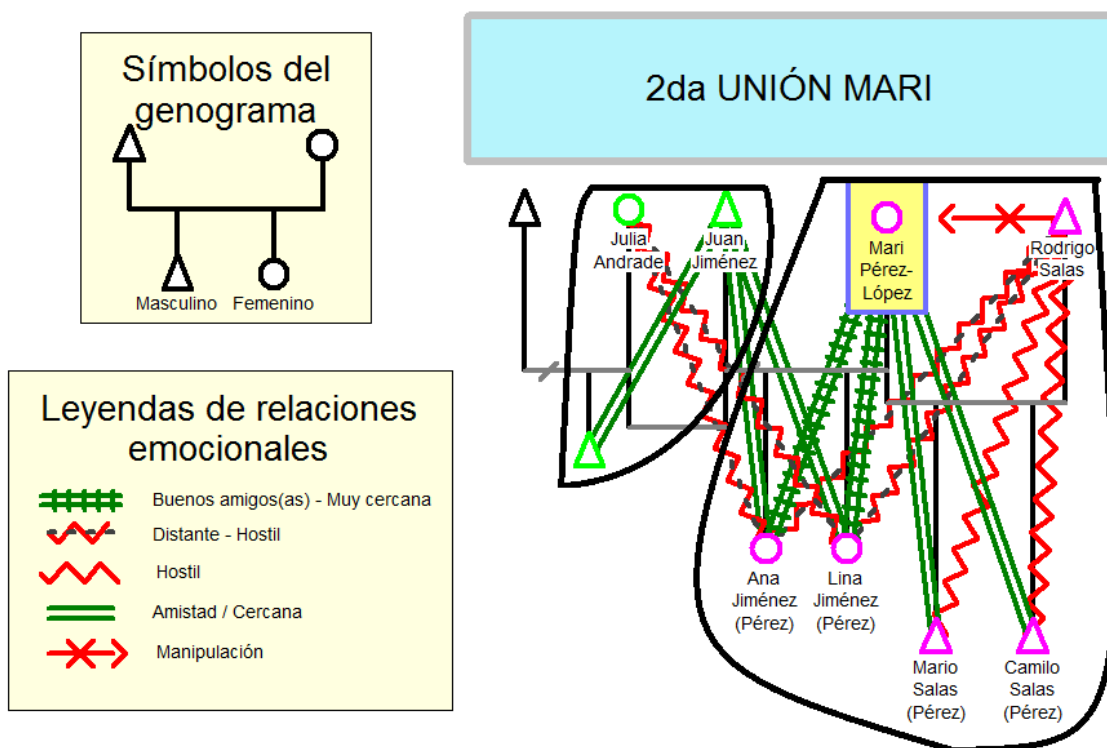 Símbolos del
genograma
Masculino
Femenino
Leyendas de relaciones
emocionales
Buenos amigos(as) - Muy cercana
Distante - Hostil
Hostil
Amistad / Cercana
Manipulación
2da UNIÓN MARI
Julia
Andrade
Juan
Jiménez
Mari
Pérez-
López
Rodrigo
Salas
Ana
Jiménez
(Pérez)
Lina
Jiménez
(Pérez)
Mario
Salas
(Pérez)
Camilo
Salas
(Pérez)